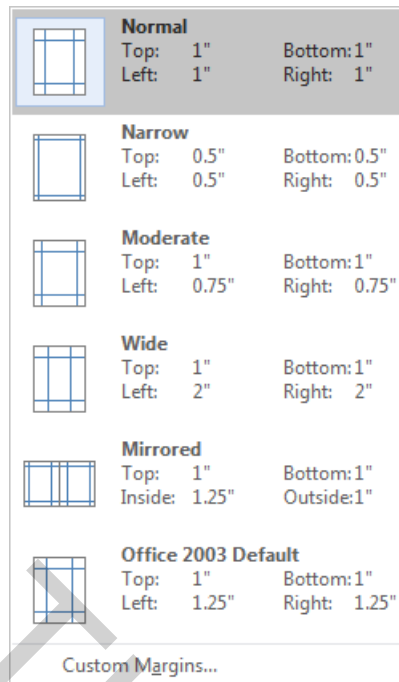 Normal
Top: 1" Bottom:1"
Left: 1" Right: 1"
Narrow
Top: 0.5" Bottom:0.5"
Left: 0.5" Right: 0.5"
Moderate
Top: 1" Bottom:1"
Left: 0.75" Right: 0.75"
Wide
Top: 1" Bottom:1"
Left: 2" Right: 2"
Mirrored
Top: 1" Bottom:1"
Inside: 1.25" Outside:1"
Office 2003 Default
Top: 1" Bottom:1"
Left: 1.25" Right: 1.25"
Custom Margins...